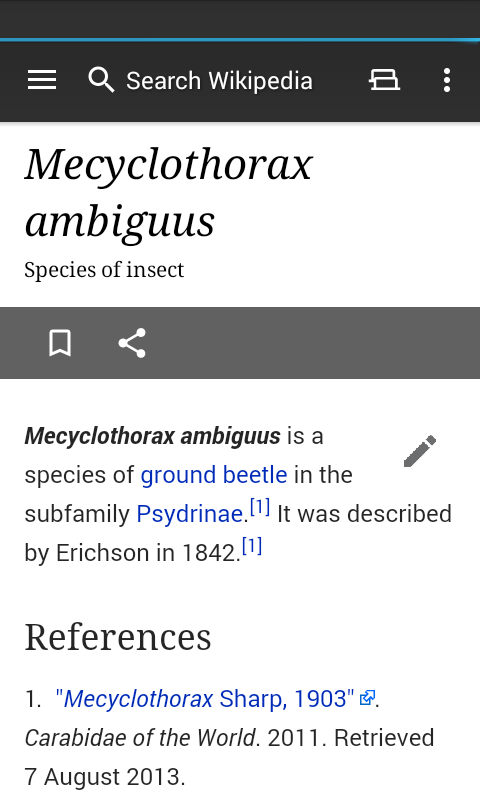 Search Wikipedia
Mecyclothorax
ambiguus
Species of insect
Mecyclothorax ambiguus is a
species of ground beetle in the
subfamily Psydrinae.[1] It was described
by Erichson in 1842.[1]
References
1. "Mecyclothorax Sharp, 1903".
Carabidae of the World. 2011. Retrieved
7 August 2013.